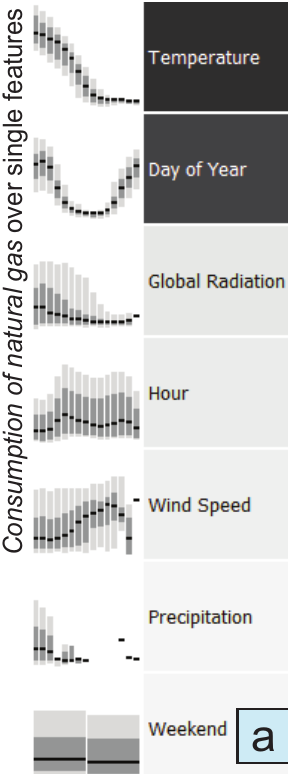 Consumption of natural gas over single features
Temperature
Day of Year
Global Radiation
Hour
Wind Speed
Precipitation
Weekend
a